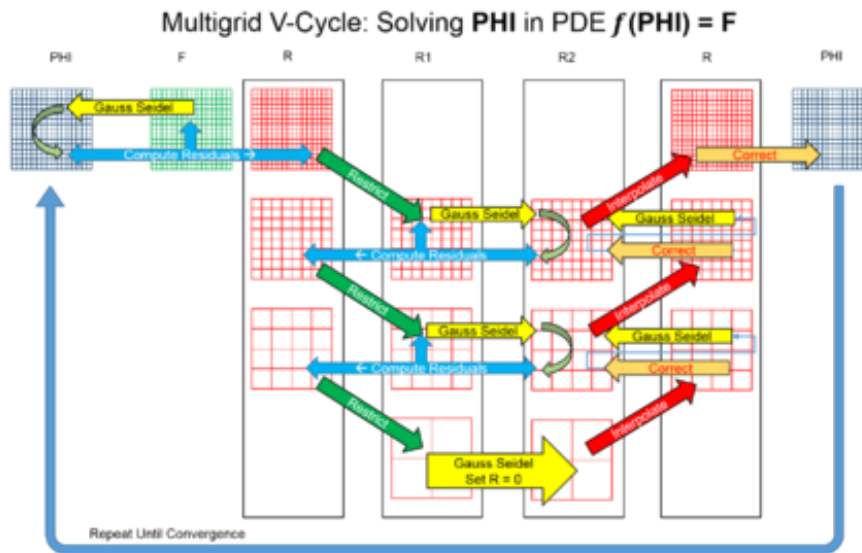 Multigrid V-Cycle: Solving PHI in PDE f(PHI) = F
PHI
F
R
R1
R2
R
PHI
Gauss Seidel
Compute Residuals →
Correct
Restrict
Interpolate
Gauss Seidel
Gauss Seidel
← Compute Residuals
Correct
Restrict
Interpolate
Gauss Seidel
Gauss Seidel
← Compute Residuals
Correct
Restrict
Interpolate
Gauss Seidel
Set R = 0
Repeat Until Convergence